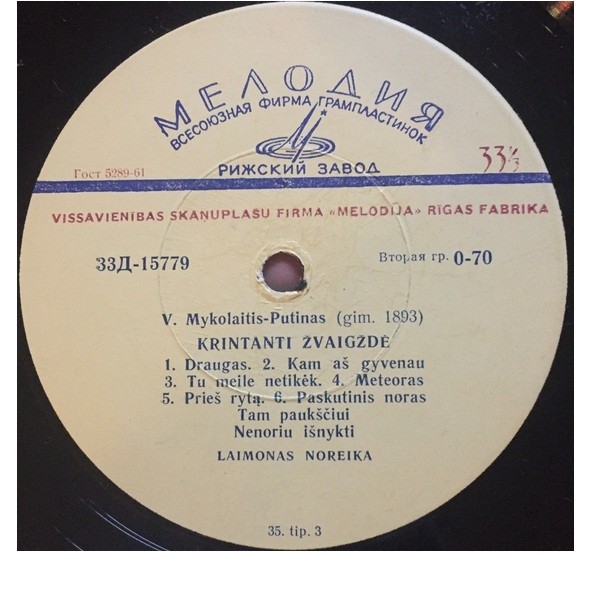 МЕЛОДИЯ
ВСЕСОЮЗНАЯ ФИРМА ГРАМПЛАСТИНОК
РИЖСКИЙ ЗАВОД
Гост 5289-61
33⅓
VISSAVIENĪBAS SKAŅUPLAŠU FIRMA «MELODIJA» RĪGAS FABRIKA
33Д-15779
Вторая гр. 0-70
V. Mykolaitis-Putinas (gim. 1893)
KRINTANTI ŽVAIGŽDĖ
1. Draugas. 2. Kam aš gyvenau
3. Tu meile netikėk. 4. Meteoras
5. Prieš rytą. 6. Paskutinis noras
Tam paukščiui
Nenoriu išnykti
LAIMONAS NOREIKA
35. tip. 3